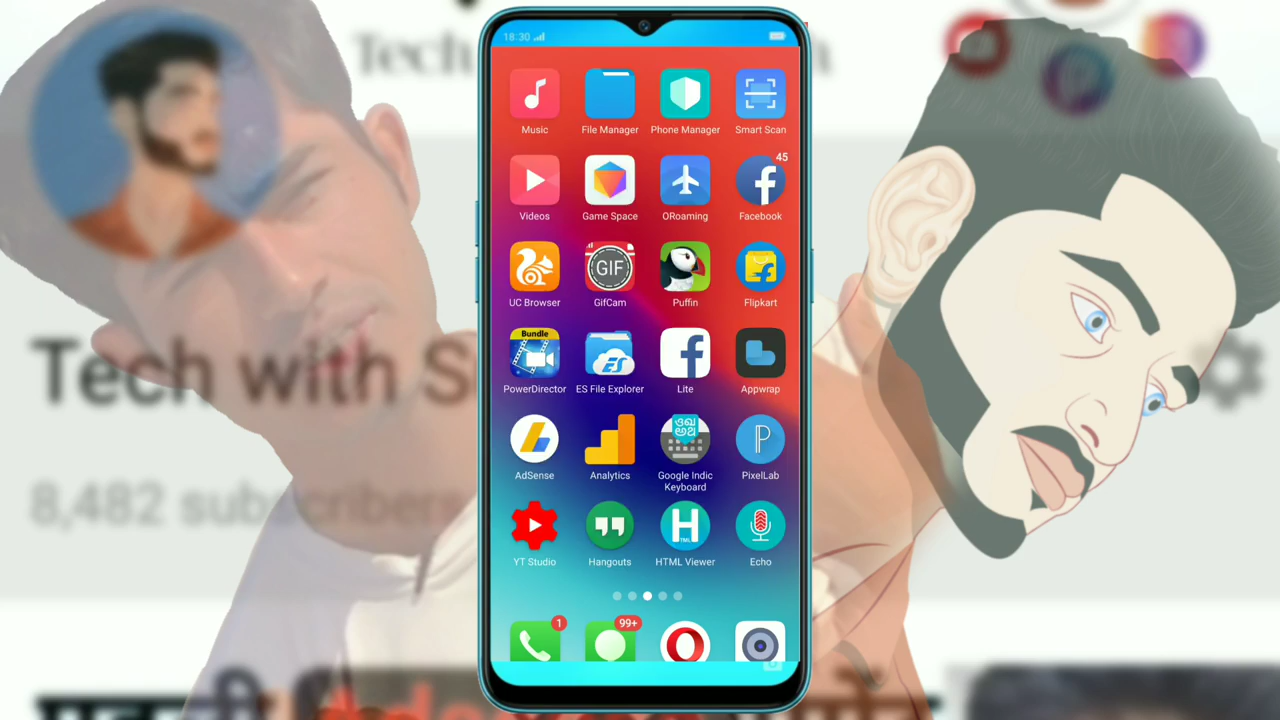 Tech
18:30
Music File Manager Phone Manager Smart Scan
45
Videos Game Space ORoaming Facebook
GIF
UC Browser GifCam Puffin Flipkart
Bundle
ES
PowerDirector ES File Explorer Lite Appwrap
Tech with S
AdSense Analytics Google Indic Keyboard PixelLab
8,482 subscribers
H
YT Studio Hangouts HTML Viewer Echo
1 99+